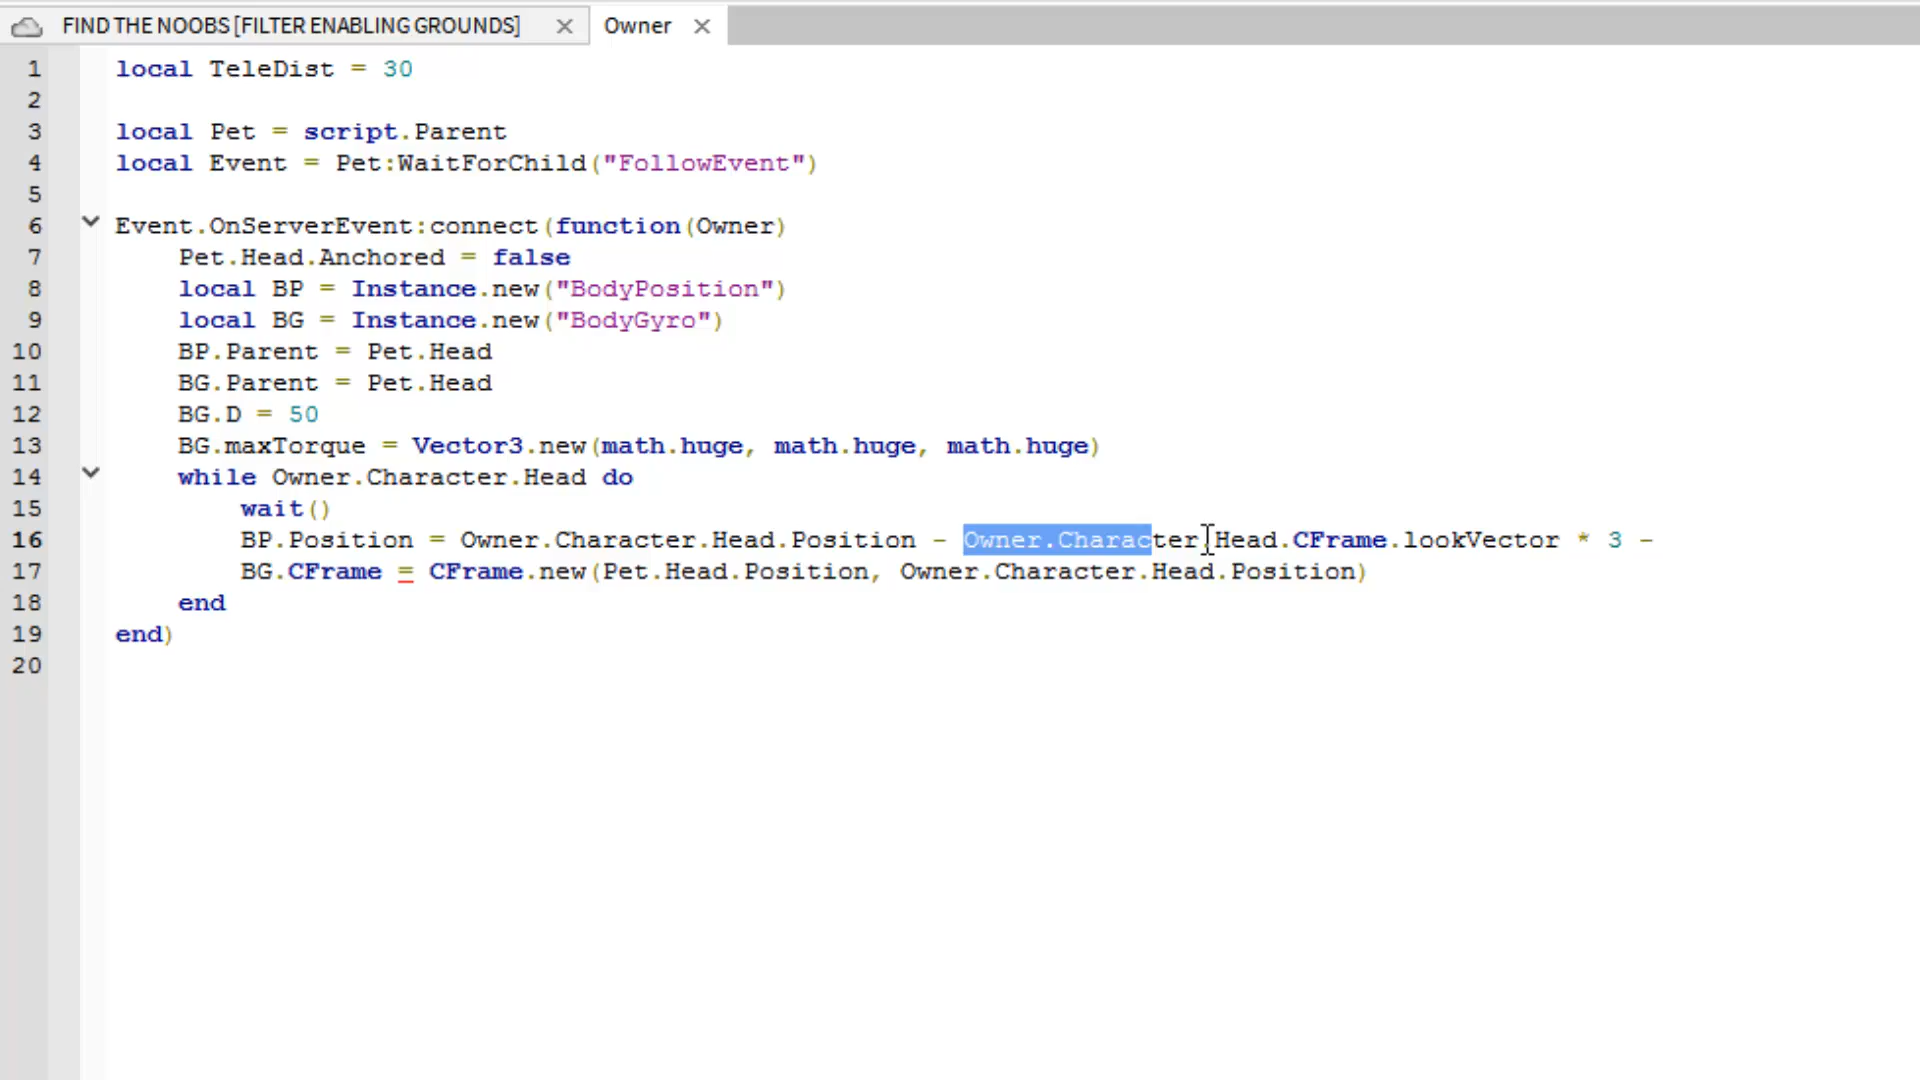 FIND THE NOOBS [FILTER ENABLING GROUNDS] Owner
1 local TeleDist = 30
2
3 local Pet = script.Parent
4 local Event = Pet:WaitForChild("FollowEvent")
5
6 Event.OnServerEvent:connect(function(Owner)
7 Pet.Head.Anchored = false
8 local BP = Instance.new("BodyPosition")
9 local BG = Instance.new("BodyGyro")
10 BP.Parent = Pet.Head
11 BG.Parent = Pet.Head
12 BG.D = 50
13 BG.maxTorque = Vector3.new(math.huge, math.huge, math.huge)
14 while Owner.Character.Head do
15 wait()
16 BP.Position = Owner.Character.Head.Position - Owner.Character.Head.CFrame.lookVector * 3 -
17 BG.CFrame = CFrame.new(Pet.Head.Position, Owner.Character.Head.Position)
18 end
19 end)
20